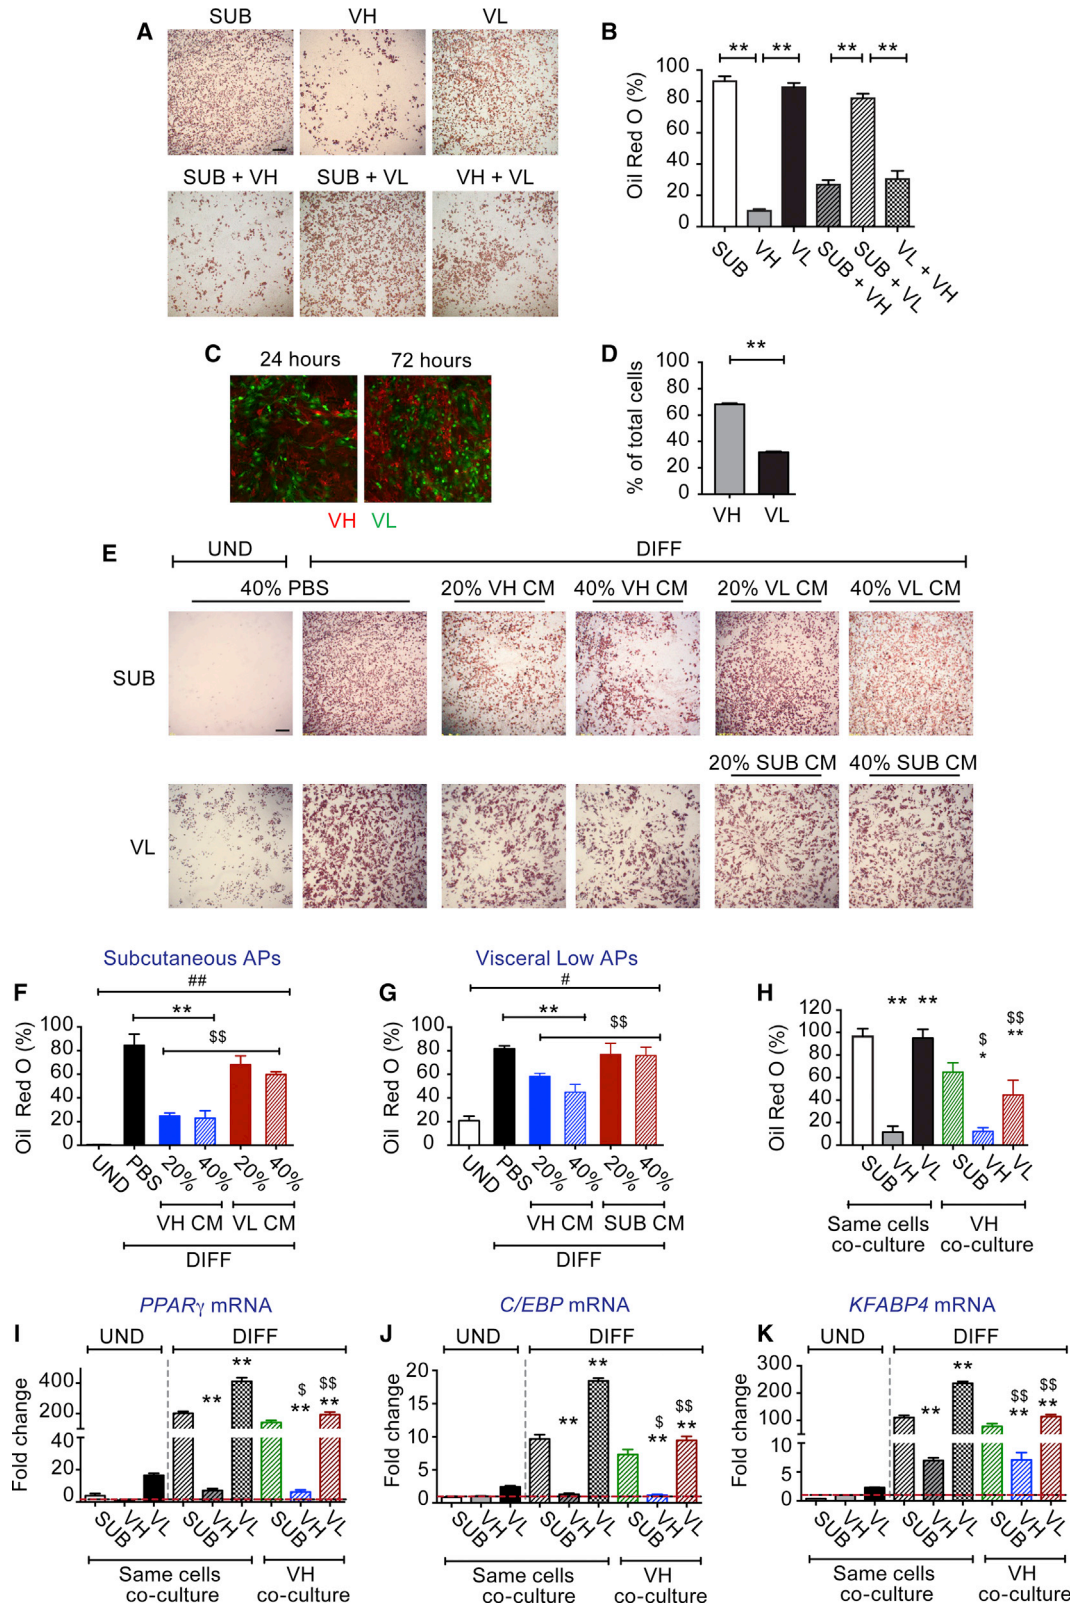 A
SUB VH VL
SUB + VH SUB + VL VH + VL
B
** ** ** **
Oil Red O (%)
100
80
60
40
20
0
SUB VH VL SUB + VH SUB + VL VL + VH
C
24 hours 72 hours
VH VL
D
**
% of total cells
100
80
60
40
20
0
VH VL
E
UND DIFF
40% PBS 20% VH CM 40% VH CM 20% VL CM 40% VL CM
SUB
20% SUB CM 40% SUB CM
VL
F
Subcutaneous APs
##
**
$$
Oil Red O (%)
100
80
60
40
20
0
UND PBS 20% 40% 20% 40%
VH CM VL CM
DIFF
G
Visceral Low APs
#
**
$$
Oil Red O (%)
100
80
60
40
20
0
UND PBS 20% 40% 20% 40%
VH CM SUB CM
DIFF
H
** ** $ * $$ **
Oil Red O (%)
120
100
80
60
40
20
0
SUB VH VL SUB VH VL
Same cells co-culture
VH co-culture
I
PPARγ mRNA
UND DIFF
** ** $ ** $$ **
Fold change
400
200
40
20
0
SUB VH VL SUB VH VL SUB VH VL
Same cells co-culture
VH co-culture
J
C/EBP mRNA
UND DIFF
** ** $ ** $$ **
Fold change
20
15
10
5
0
SUB VH VL SUB VH VL SUB VH VL
Same cells co-culture
VH co-culture
K
KFABP4 mRNA
UND DIFF
** ** $$ ** $$ **
Fold change
300
200
100
10
5
0
SUB VH VL SUB VH VL SUB VH VL
Same cells co-culture
VH co-culture